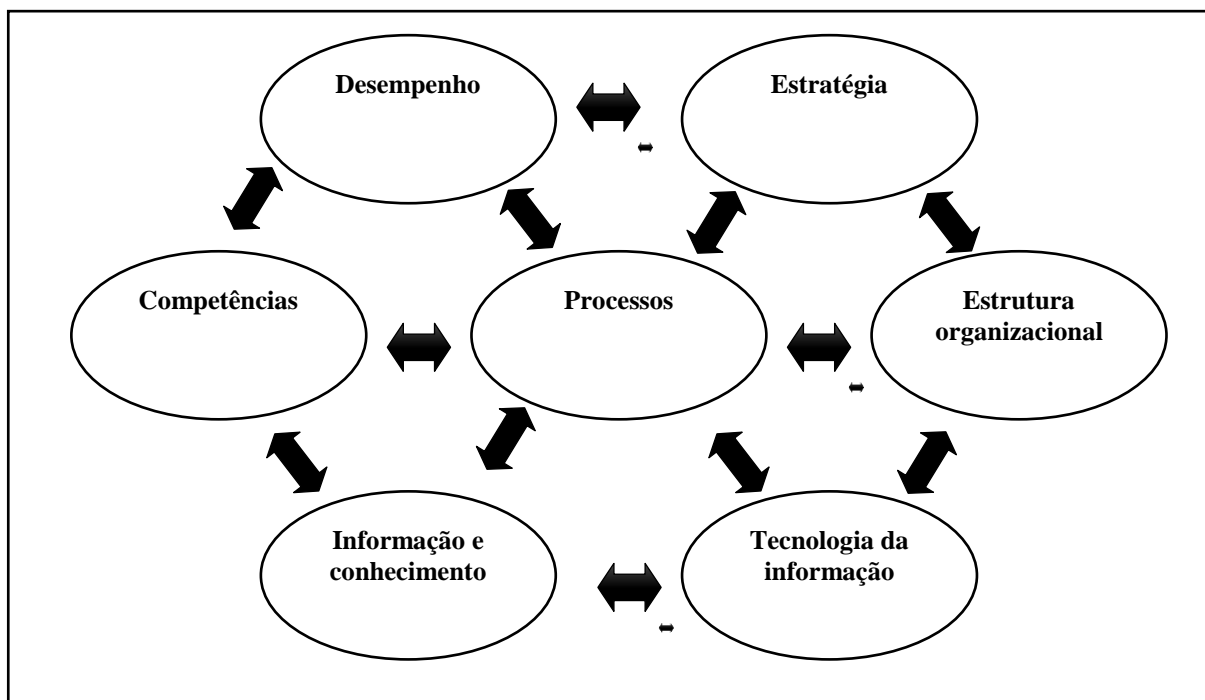 Desempenho
Estratégia
Competências
Processos
Estrutura
organizacional
Informação e
conhecimento
Tecnologia da
informação